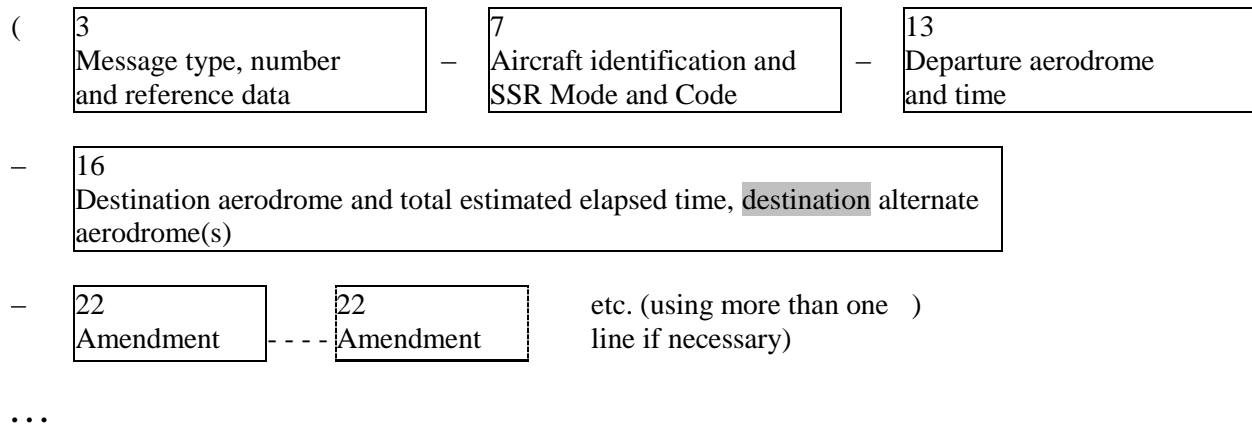 ( 3 7 13
Message type, number – Aircraft identification and – Departure aerodrome
and reference data SSR Mode and Code and time
– 16
Destination aerodrome and total estimated elapsed time, destination alternate
aerodrome(s)
– 22 22 etc. (using more than one )
Amendment - - - - Amendment line if necessary)
. . .